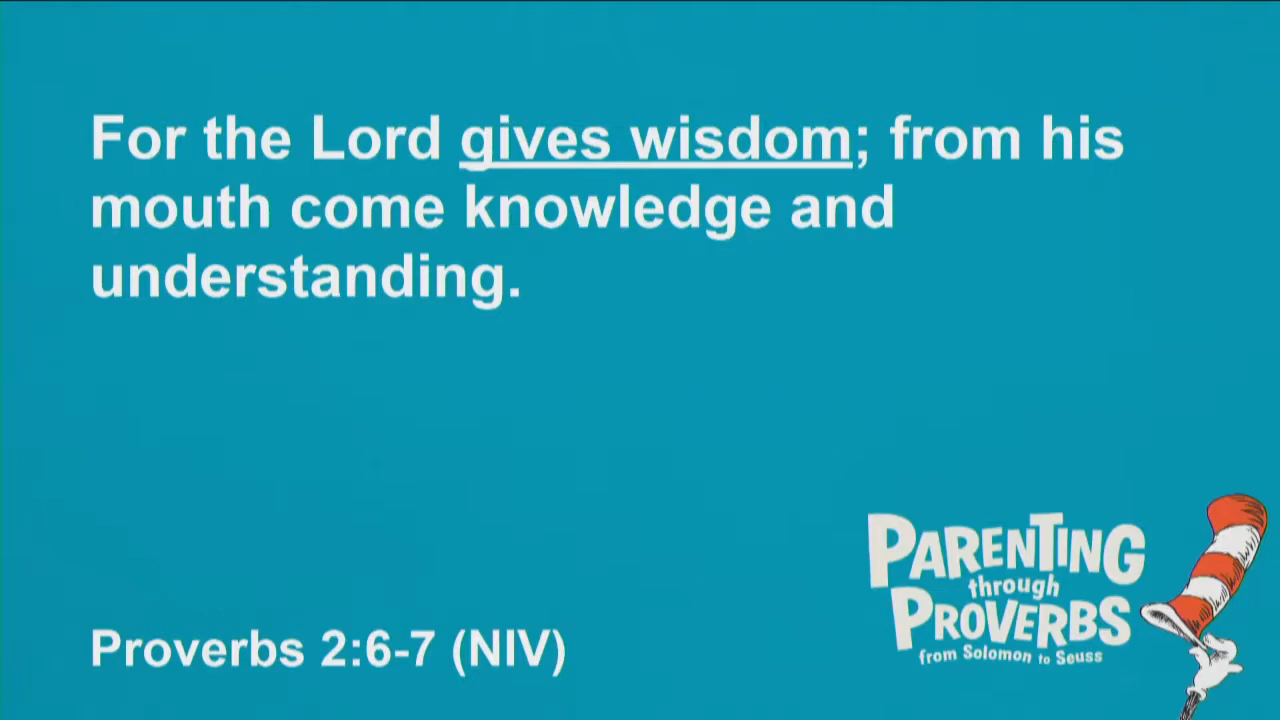 For the Lord gives wisdom; from his
mouth come knowledge and
understanding.
PARENTING
through
PROVERBS
from Solomon to Seuss
Proverbs 2:6-7 (NIV)